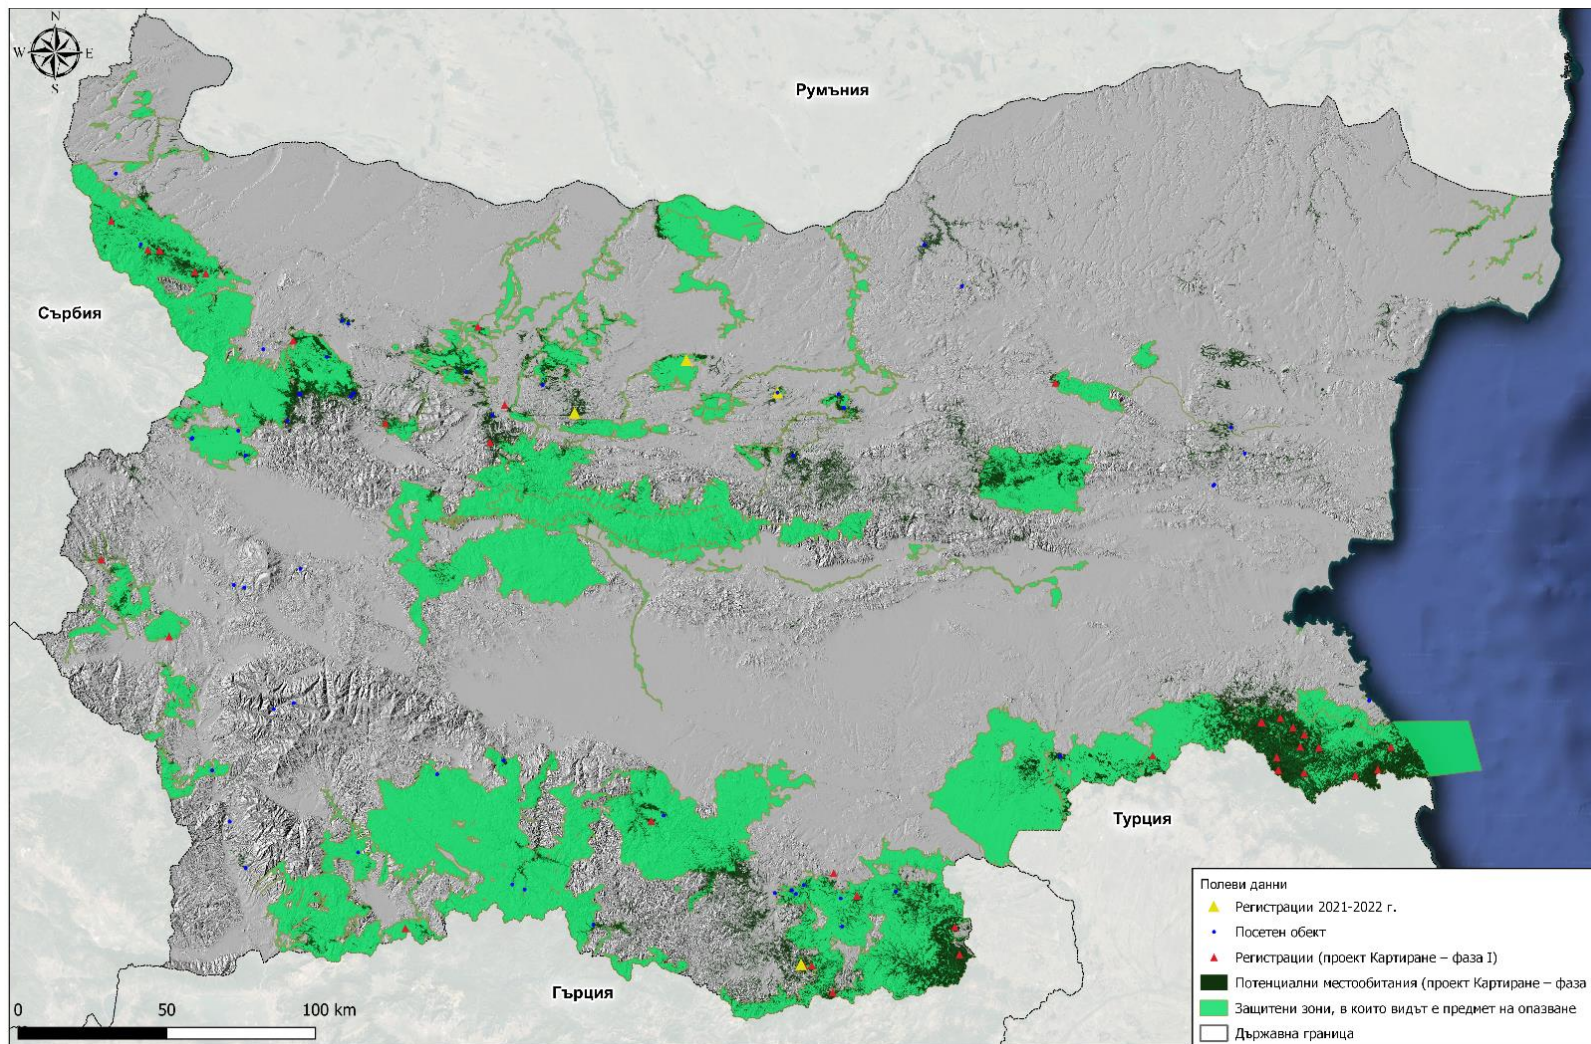 N
W E
S
Румъния
Сърбия
Турция
Гърция
0 50 100 km
Полеви данни
Регистрации 2021-2022 г.
Посетен обект
Регистрации (проект Картиране – фаза I)
Потенциални местообитания (проект Картиране – фаза
Защитени зони, в които видът е предмет на опазване
Държавна граница